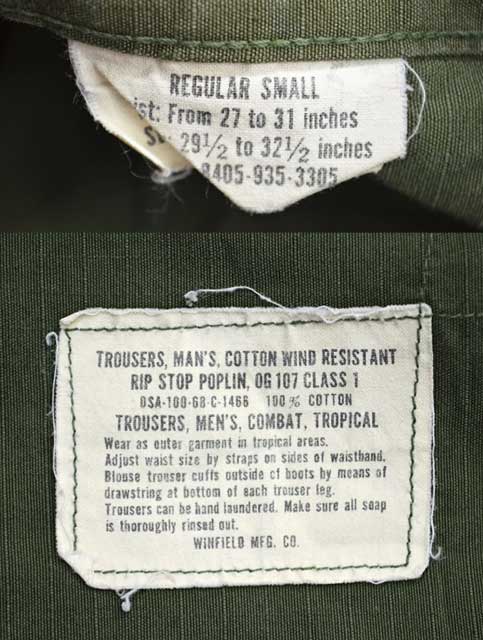 REGULAR SMALL
ist: From 27 to 31 inches
29½ to 32½ inches
8405-935-3305
TROUSERS, MAN'S, COTTON WIND RESISTANT
RIP STOP POPLIN, OG 107 CLASS 1
DSA-100-68-C-1466 100% COTTON
TROUSERS, MEN'S, COMBAT, TROPICAL
Wear as outer garment in tropical areas.
Adjust waist size by straps on sides of waistband.
Blouse trouser cuffs outside of boots by means of
drawstring at bottom of each trouser leg.
Trousers can be hand laundered. Make sure all soap
is thoroughly rinsed out.
WINFIELD MFG. CO.